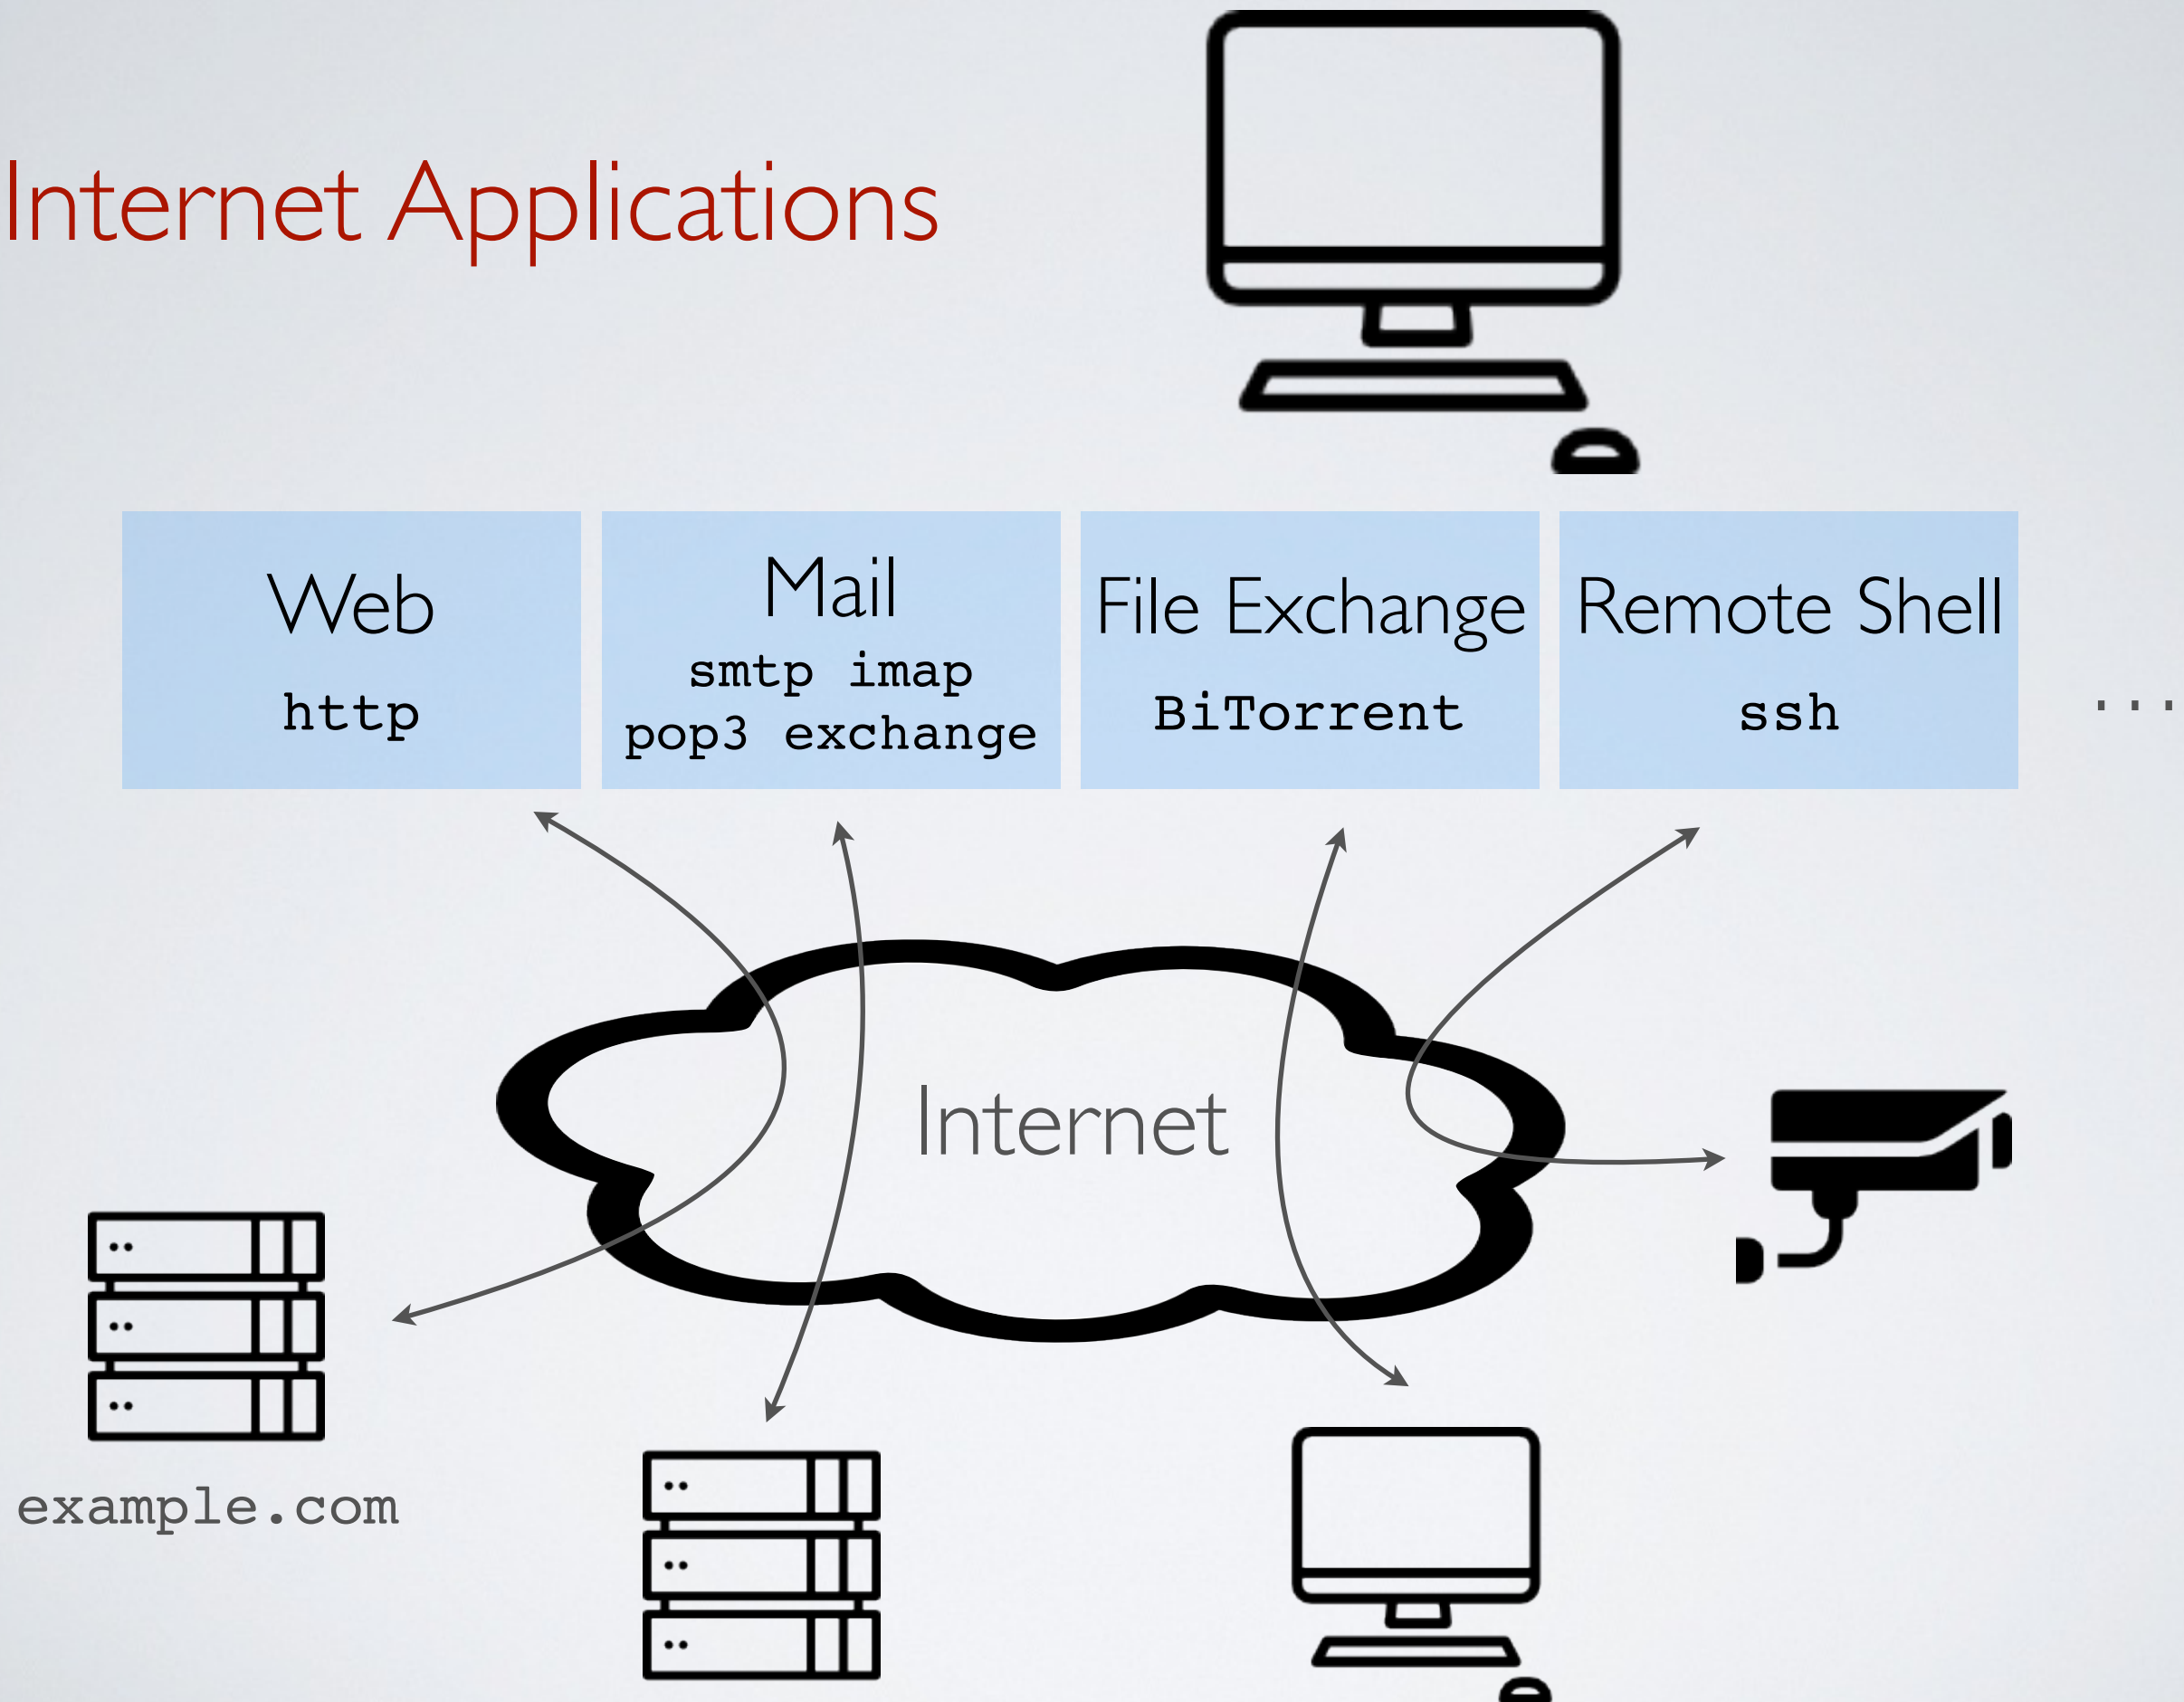 Internet Applications
Web
http
Mail
smtp imap
pop3 exchange
File Exchange
BiTorrent
Remote Shell
ssh
...
Internet
example.com